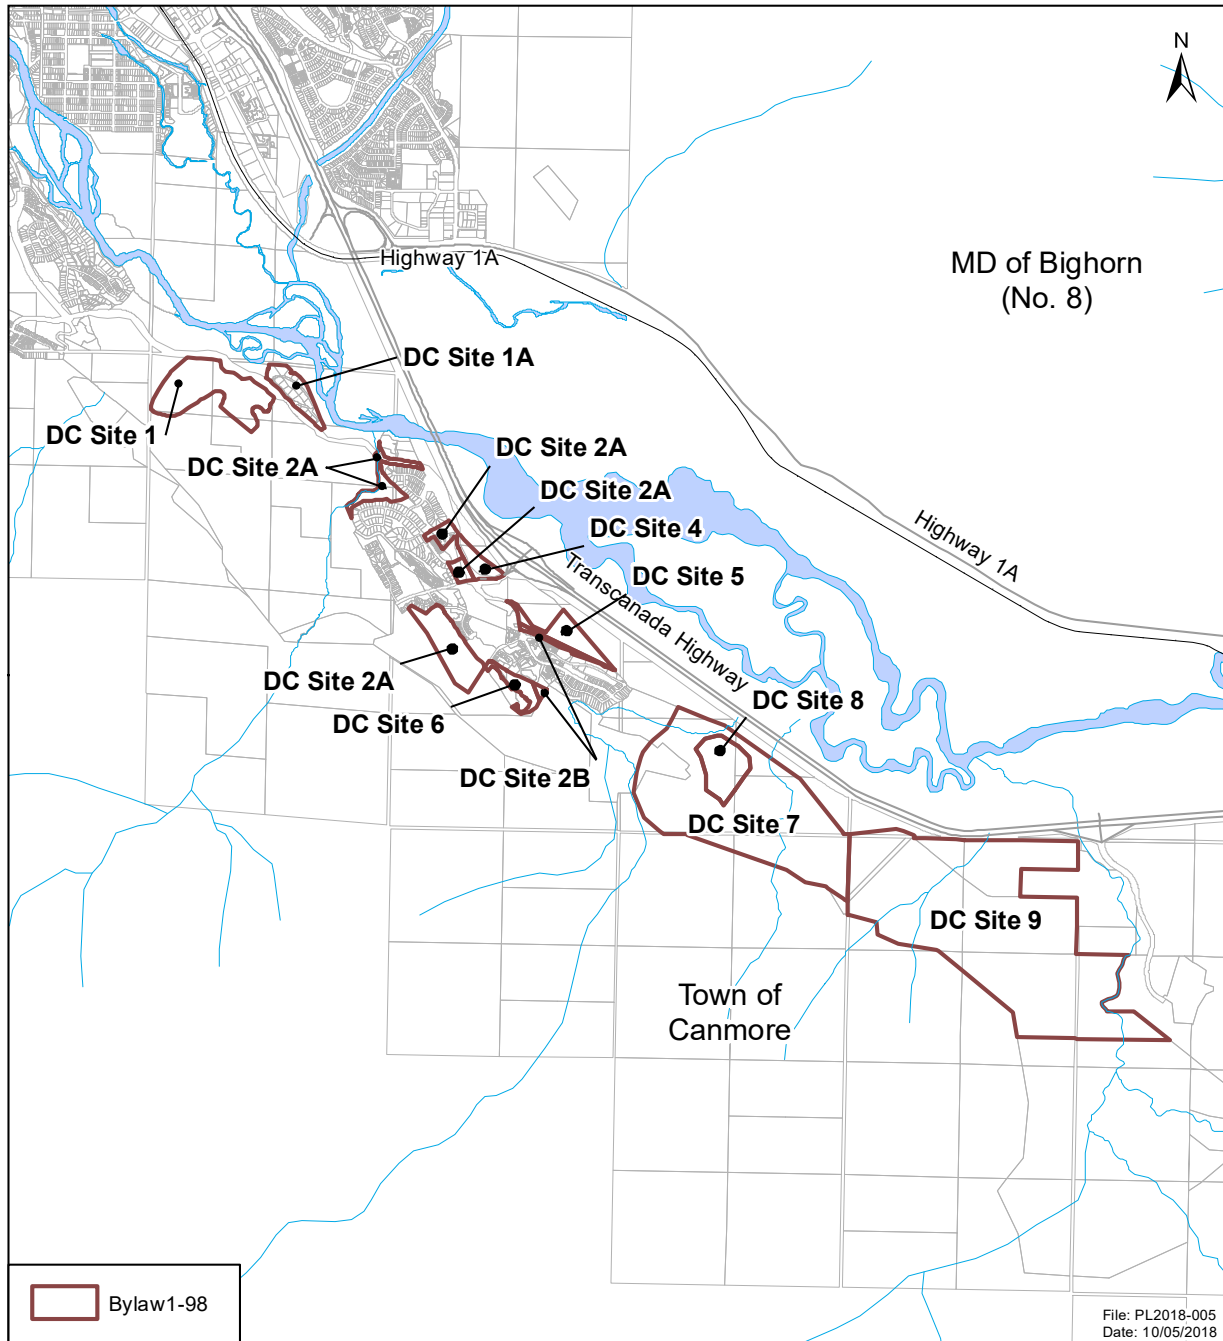 N
Highway 1A
MD of Bighorn
(No. 8)
DC Site 1A
DC Site 1
DC Site 2A
DC Site 2A
DC Site 2A
DC Site 4
Highway 1A
Transcanada Highway
DC Site 5
DC Site 2A
DC Site 8
DC Site 6
DC Site 2B
DC Site 7
DC Site 9
Town of
Canmore
Bylaw1-98
File: PL2018-005
Date: 10/05/2018